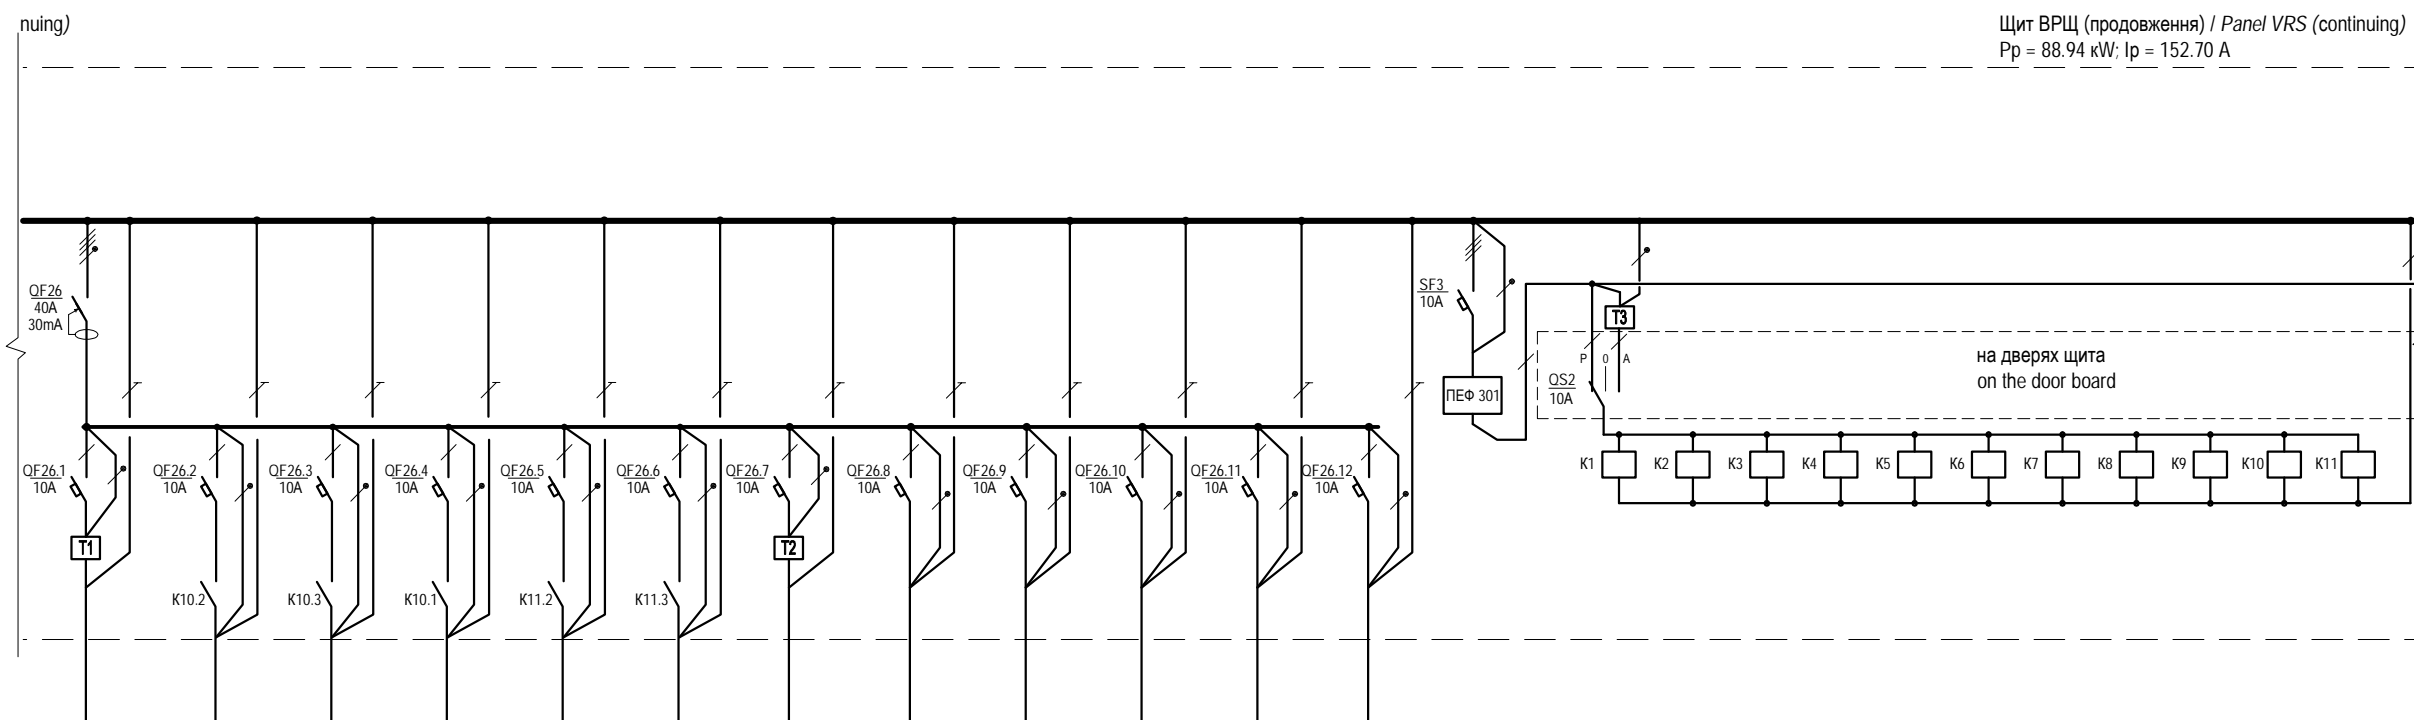 nuing)
Щит ВРЩ (продовження) / Panel VRS (continuing)
Pp = 88.94 кW; Ip = 152.70 A
QF26
40A
30mA
SF3
10A
T3
P 0 A
на дверях щита
on the door board
QS2
10A
ПЕФ 301
QF26.1
10A
QF26.2
10A
QF26.3
10A
QF26.4
10A
QF26.5
10A
QF26.6
10A
QF26.7
10A
QF26.8
10A
QF26.9
10A
QF26.10
10A
QF26.11
10A
QF26.12
10A
K1 K2 K3 K4 K5 K6 K7 K8 K9 K10 K11
T1
T2
K10.2 K10.3 K10.1 K11.2 K11.3